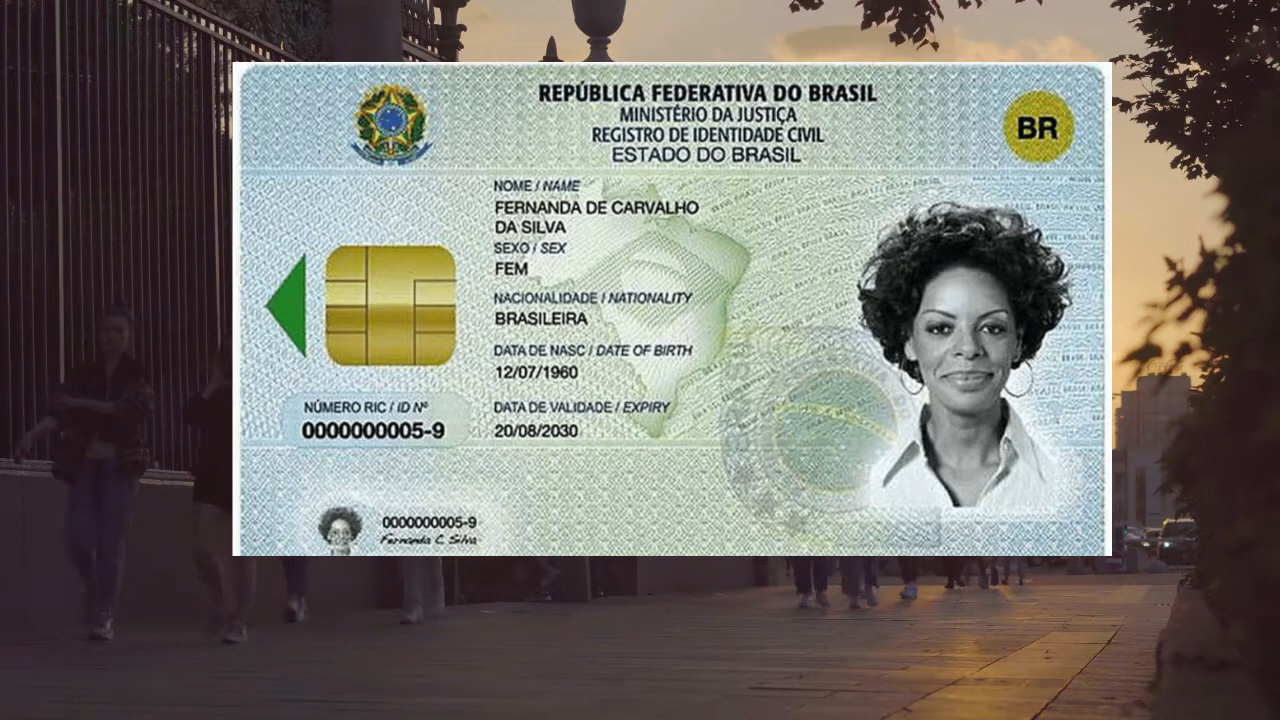 REPÚBLICA FEDERATIVA DO BRASIL
MINISTÉRIO DA JUSTIÇA
REGISTRO DE IDENTIDADE CIVIL
ESTADO DO BRASIL
BR
NOME / NAME
FERNANDA DE CARVALHO
DA SILVA
SEXO / SEX
FEM
NACIONALIDADE / NATIONALITY
BRASILEIRA
DATA DE NASC / DATE OF BIRTH
12/07/1960
NÚMERO RIC / ID Nº
0000000005-9
DATA DE VALIDADE / EXPIRY
20/08/2030
0000000005-9
Fernanda C Silva